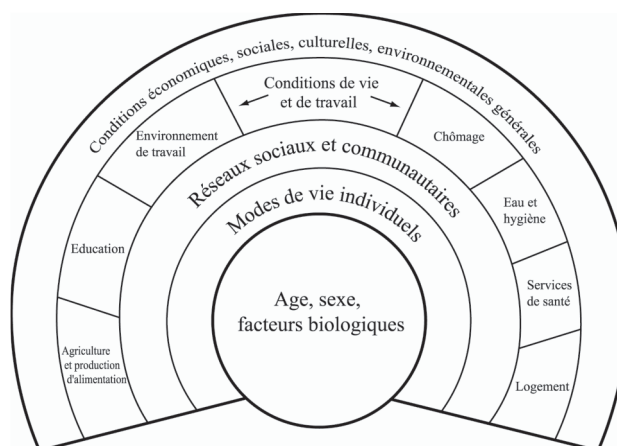 Conditions économiques, sociales, culturelles, environnementales générales
Conditions de vie
et de travail
Environnement
de travail
Chômage
Réseaux sociaux et communautaires
Modes de vie individuels
Education
Eau et
hygiène
Age, sexe,
facteurs biologiques
Services
de santé
Agriculture
et production
d'alimentation
Logement